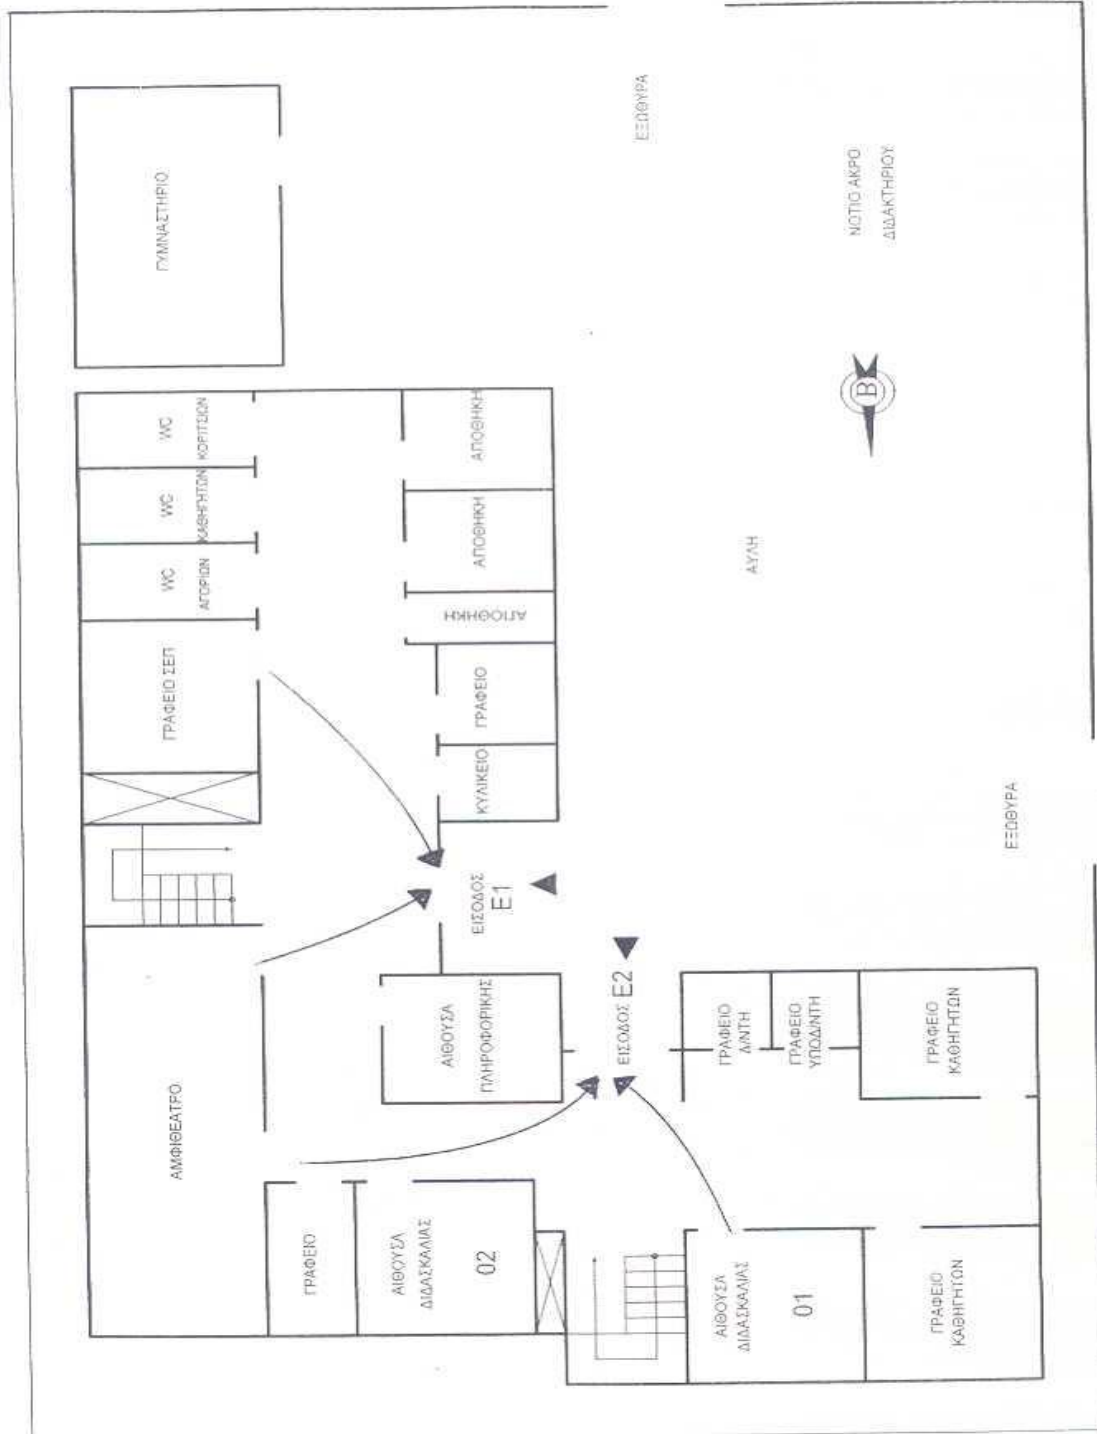 ΓΥΜΝΑΣΤΗΡΙΟ
ΕΞΩΘΥΡΑ
ΝΟΤΙΟ ΑΚΡΟ
ΔΙΔΑΚΤΗΡΙΟΥ
WC
ΚΟΡΙΤΣΙΩΝ
WC
ΚΑΘΗΓΗΤΩΝ
WC
ΑΓΟΡΙΩΝ
ΓΡΑΦΕΙΟ ΣΕΠ
ΑΠΟΘΗΚΗ
ΑΠΟΘΗΚΗ
ΑΠΟΘΗΚΗ
ΓΡΑΦΕΙΟ
ΚΥΛΙΚΕΙΟ
Β
ΑΥΛΗ
ΕΞΩΘΥΡΑ
ΕΙΣΟΔΟΣ
Ε1
ΑΜΦΙΘΕΑΤΡΟ
ΑΙΘΟΥΣΑ
ΠΛΗΡΟΦΟΡΙΚΗΣ
ΕΙΣΟΔΟΣ Ε2
ΓΡΑΦΕΙΟ
Δ/ΝΤΗ
ΓΡΑΦΕΙΟ
ΥΠΟΔ/ΝΤΗ
ΓΡΑΦΕΙΟ
ΚΑΘΗΓΗΤΩΝ
ΓΡΑΦΕΙΟ
ΑΙΘΟΥΣΑ
ΔΙΔΑΣΚΑΛΙΑΣ
02
ΑΙΘΟΥΣΑ
ΔΙΔΑΣΚΑΛΙΑΣ
01
ΓΡΑΦΕΙΟ
ΚΑΘΗΓΗΤΩΝ